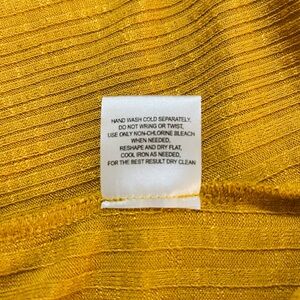 HAND WASH COLD SEPARATELY,
DO NOT WRING OR TWIST,
USE ONLY NON-CHLORINE BLEACH
WHEN NEEDED,
RESHAPE AND DRY FLAT,
COOL IRON AS NEEDED,
FOR THE BEST RESULT DRY CLEAN